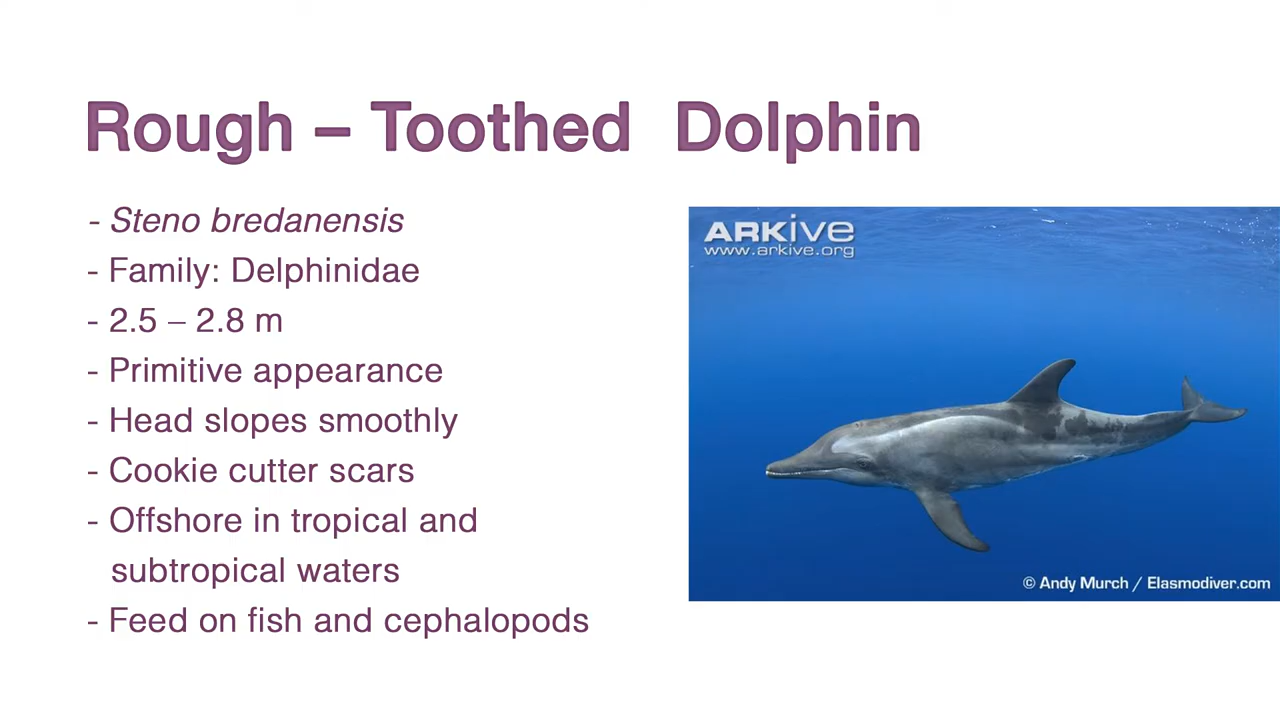 Rough – Toothed Dolphin
- Steno bredanensis
- Family: Delphinidae
- 2.5 – 2.8 m
- Primitive appearance
- Head slopes smoothly
- Cookie cutter scars
- Offshore in tropical and
subtropical waters
- Feed on fish and cephalopods
ARKive
www.arkive.org
© Andy Murch / Elasmodiver.com